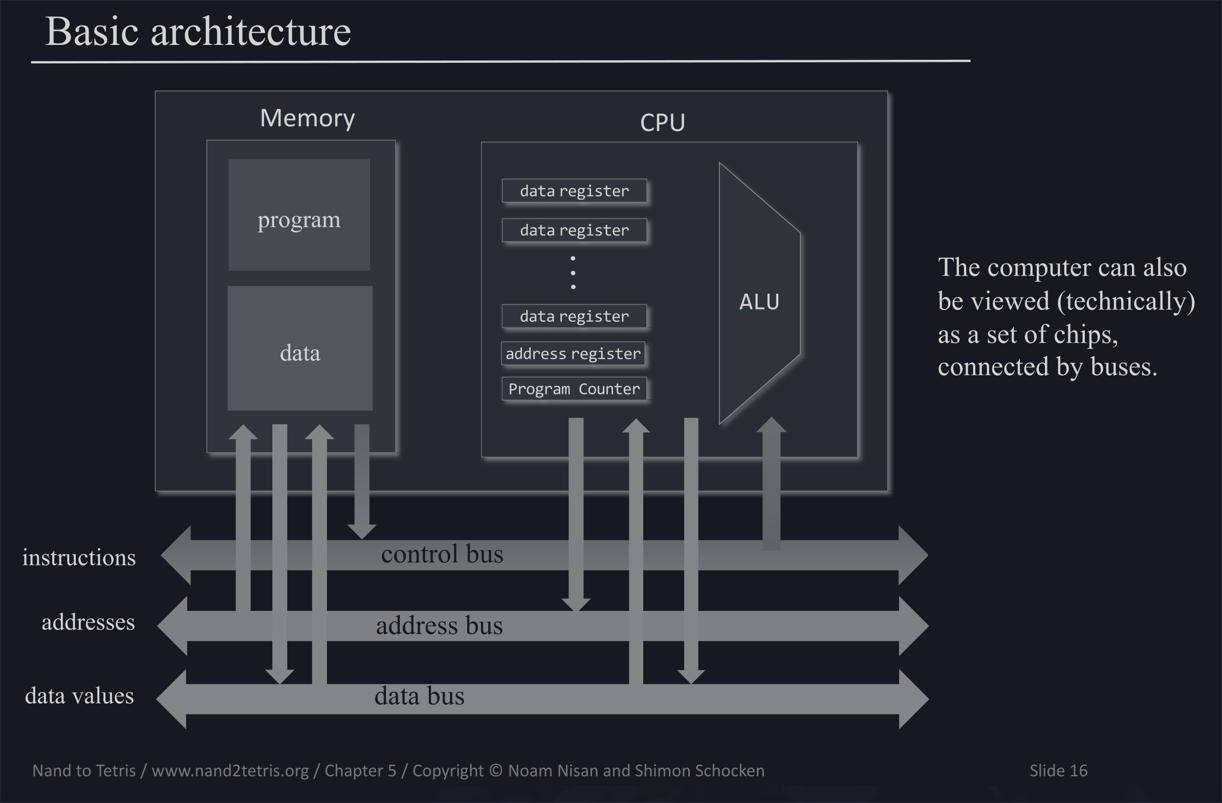 Basic architecture
Memory
CPU
program
data
data register
data register
data register
address register
Program Counter
ALU
The computer can also
be viewed (technically)
as a set of chips,
connected by buses.
instructions
control bus
addresses
address bus
data values
data bus
Nand to Tetris / www.nand2tetris.org / Chapter 5 / Copyright © Noam Nisan and Shimon Schocken
Slide 16